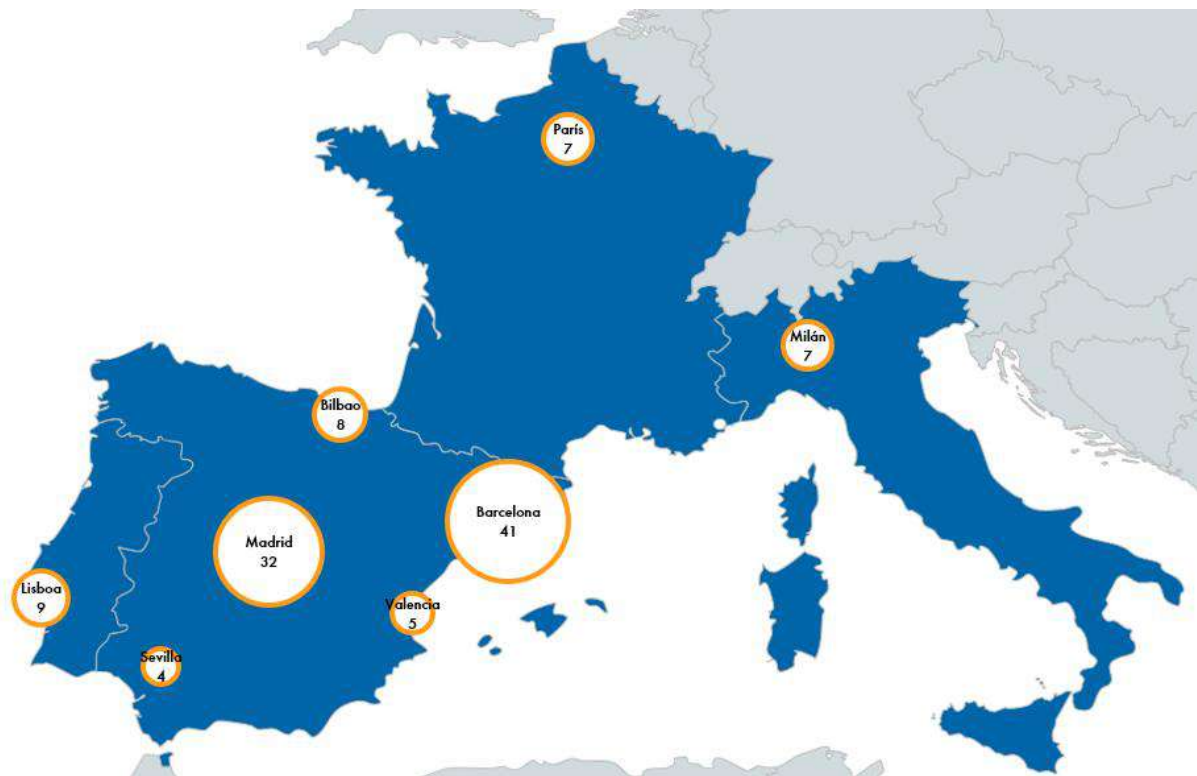 París
7
Milán
7
Bilbao
8
Barcelona
41
Madrid
32
Lisboa
9
Valencia
5
Sevilla
4